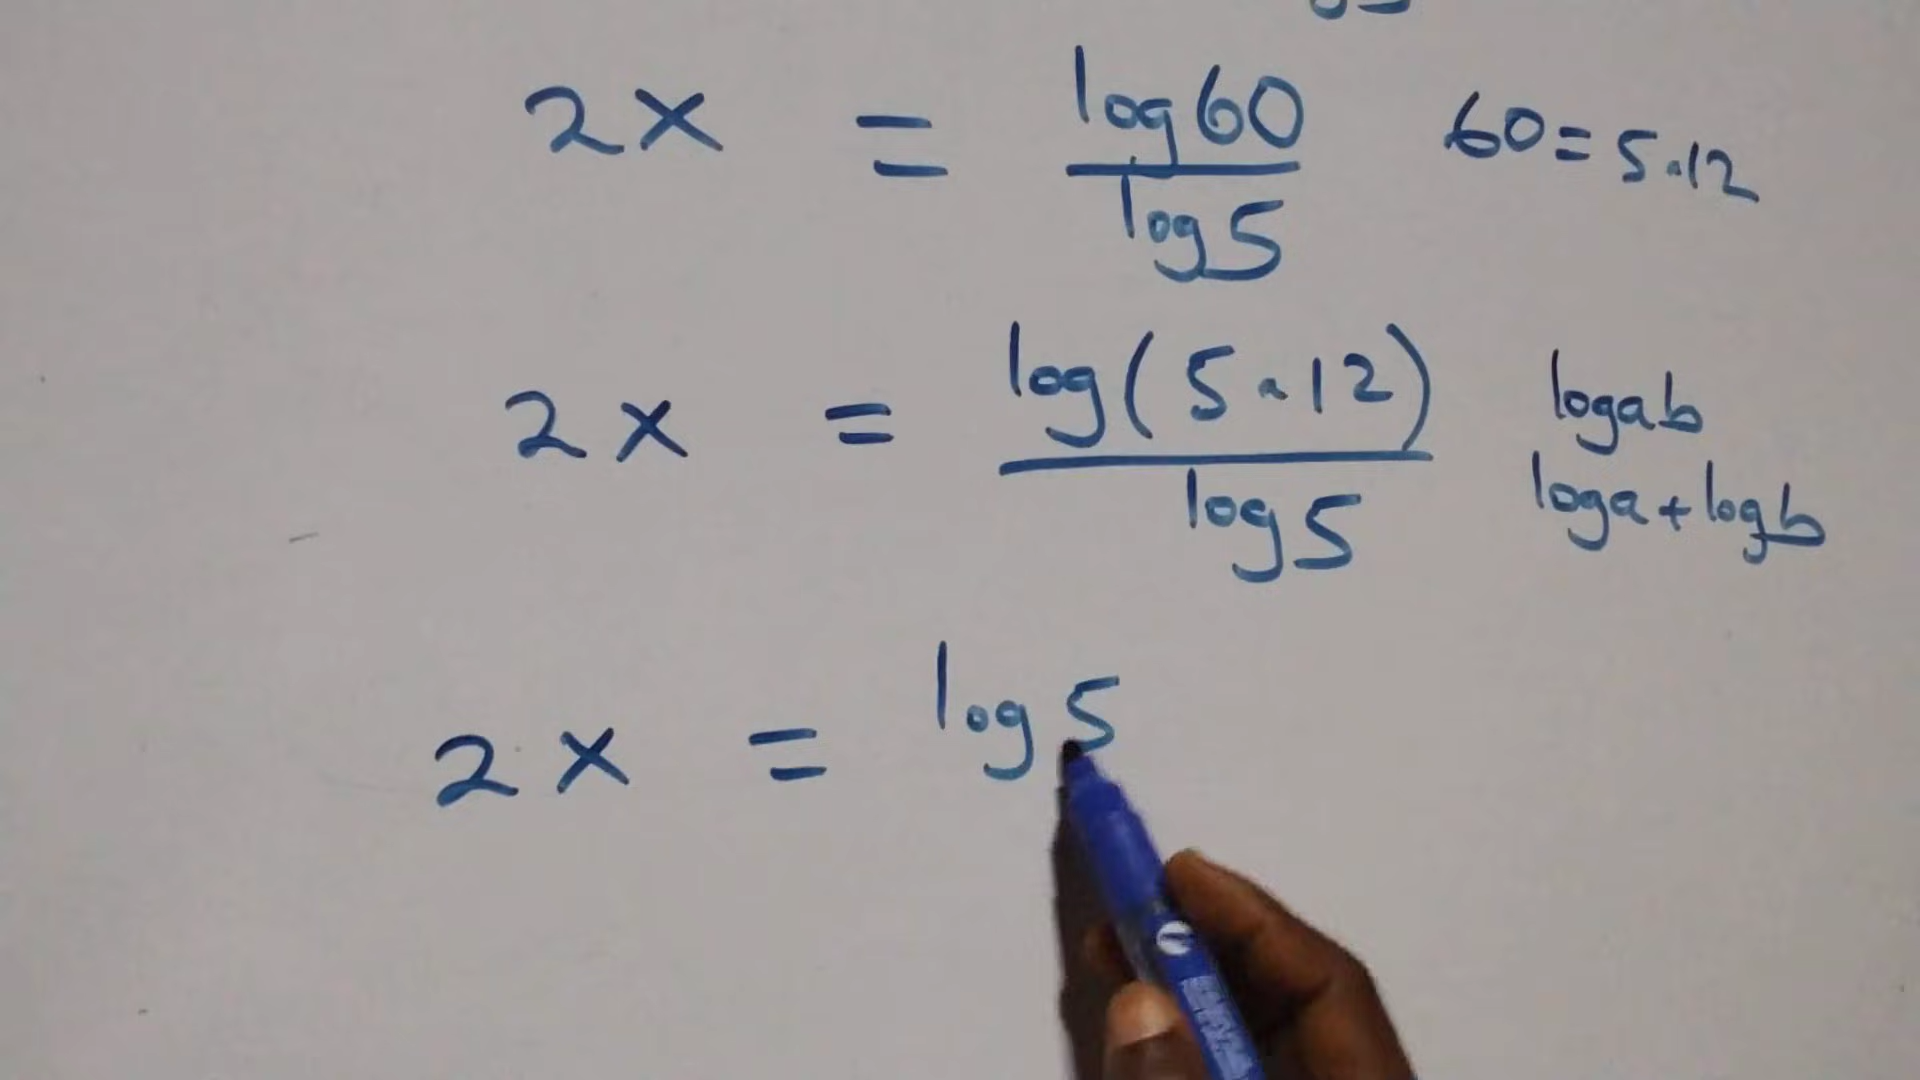 2x = log60 / log5 60 = 5.12
2x = log(5.12) / log5 logab
loga + logb
2x = log5